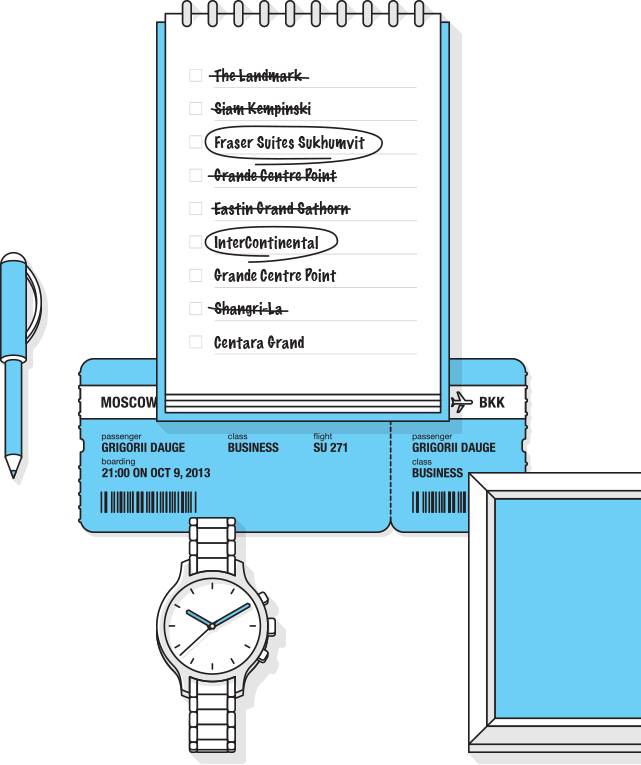 The Landmark
Siam Kempinski
Fraser Suites Sukhumvit
Grande Centre Point
Eastin Grand Sathorn
InterContinental
Grande Centre Point
Shangri-La
Centara Grand
MOSCOW BKK
passenger class flight passenger
GRIGORII DAUGE BUSINESS SU 271 GRIGORII DAUGE
boarding class
21:00 ON OCT 9, 2013 BUSINESS